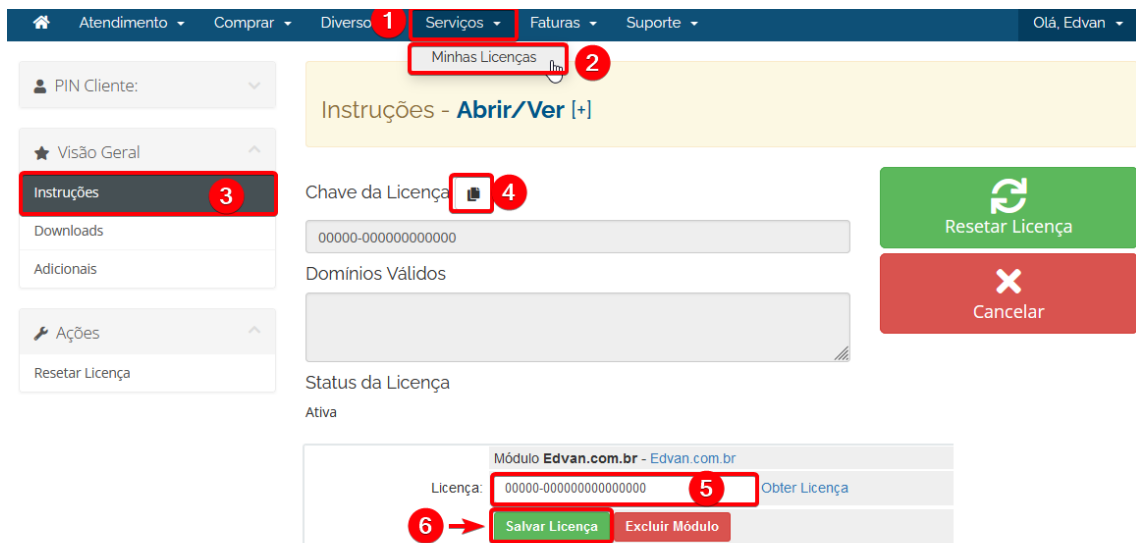 Atendimento Comprar Diverso 1 Serviços Faturas Suporte Olá, Edvan
Minhas Licenças 2
PIN Cliente:
Instruções - Abrir/Ver [+]
Visão Geral
Instruções 3
Downloads
Adicionais
Ações
Resetar Licença
Chave da Licença 4
00000-000000000000
Domínios Válidos
Status da Licença
Ativa
Resetar Licença
Cancelar
Módulo Edvan.com.br - Edvan.com.br
Licença: 00000-000000000000000 5 Obter Licença
6 Salvar Licença Excluir Módulo